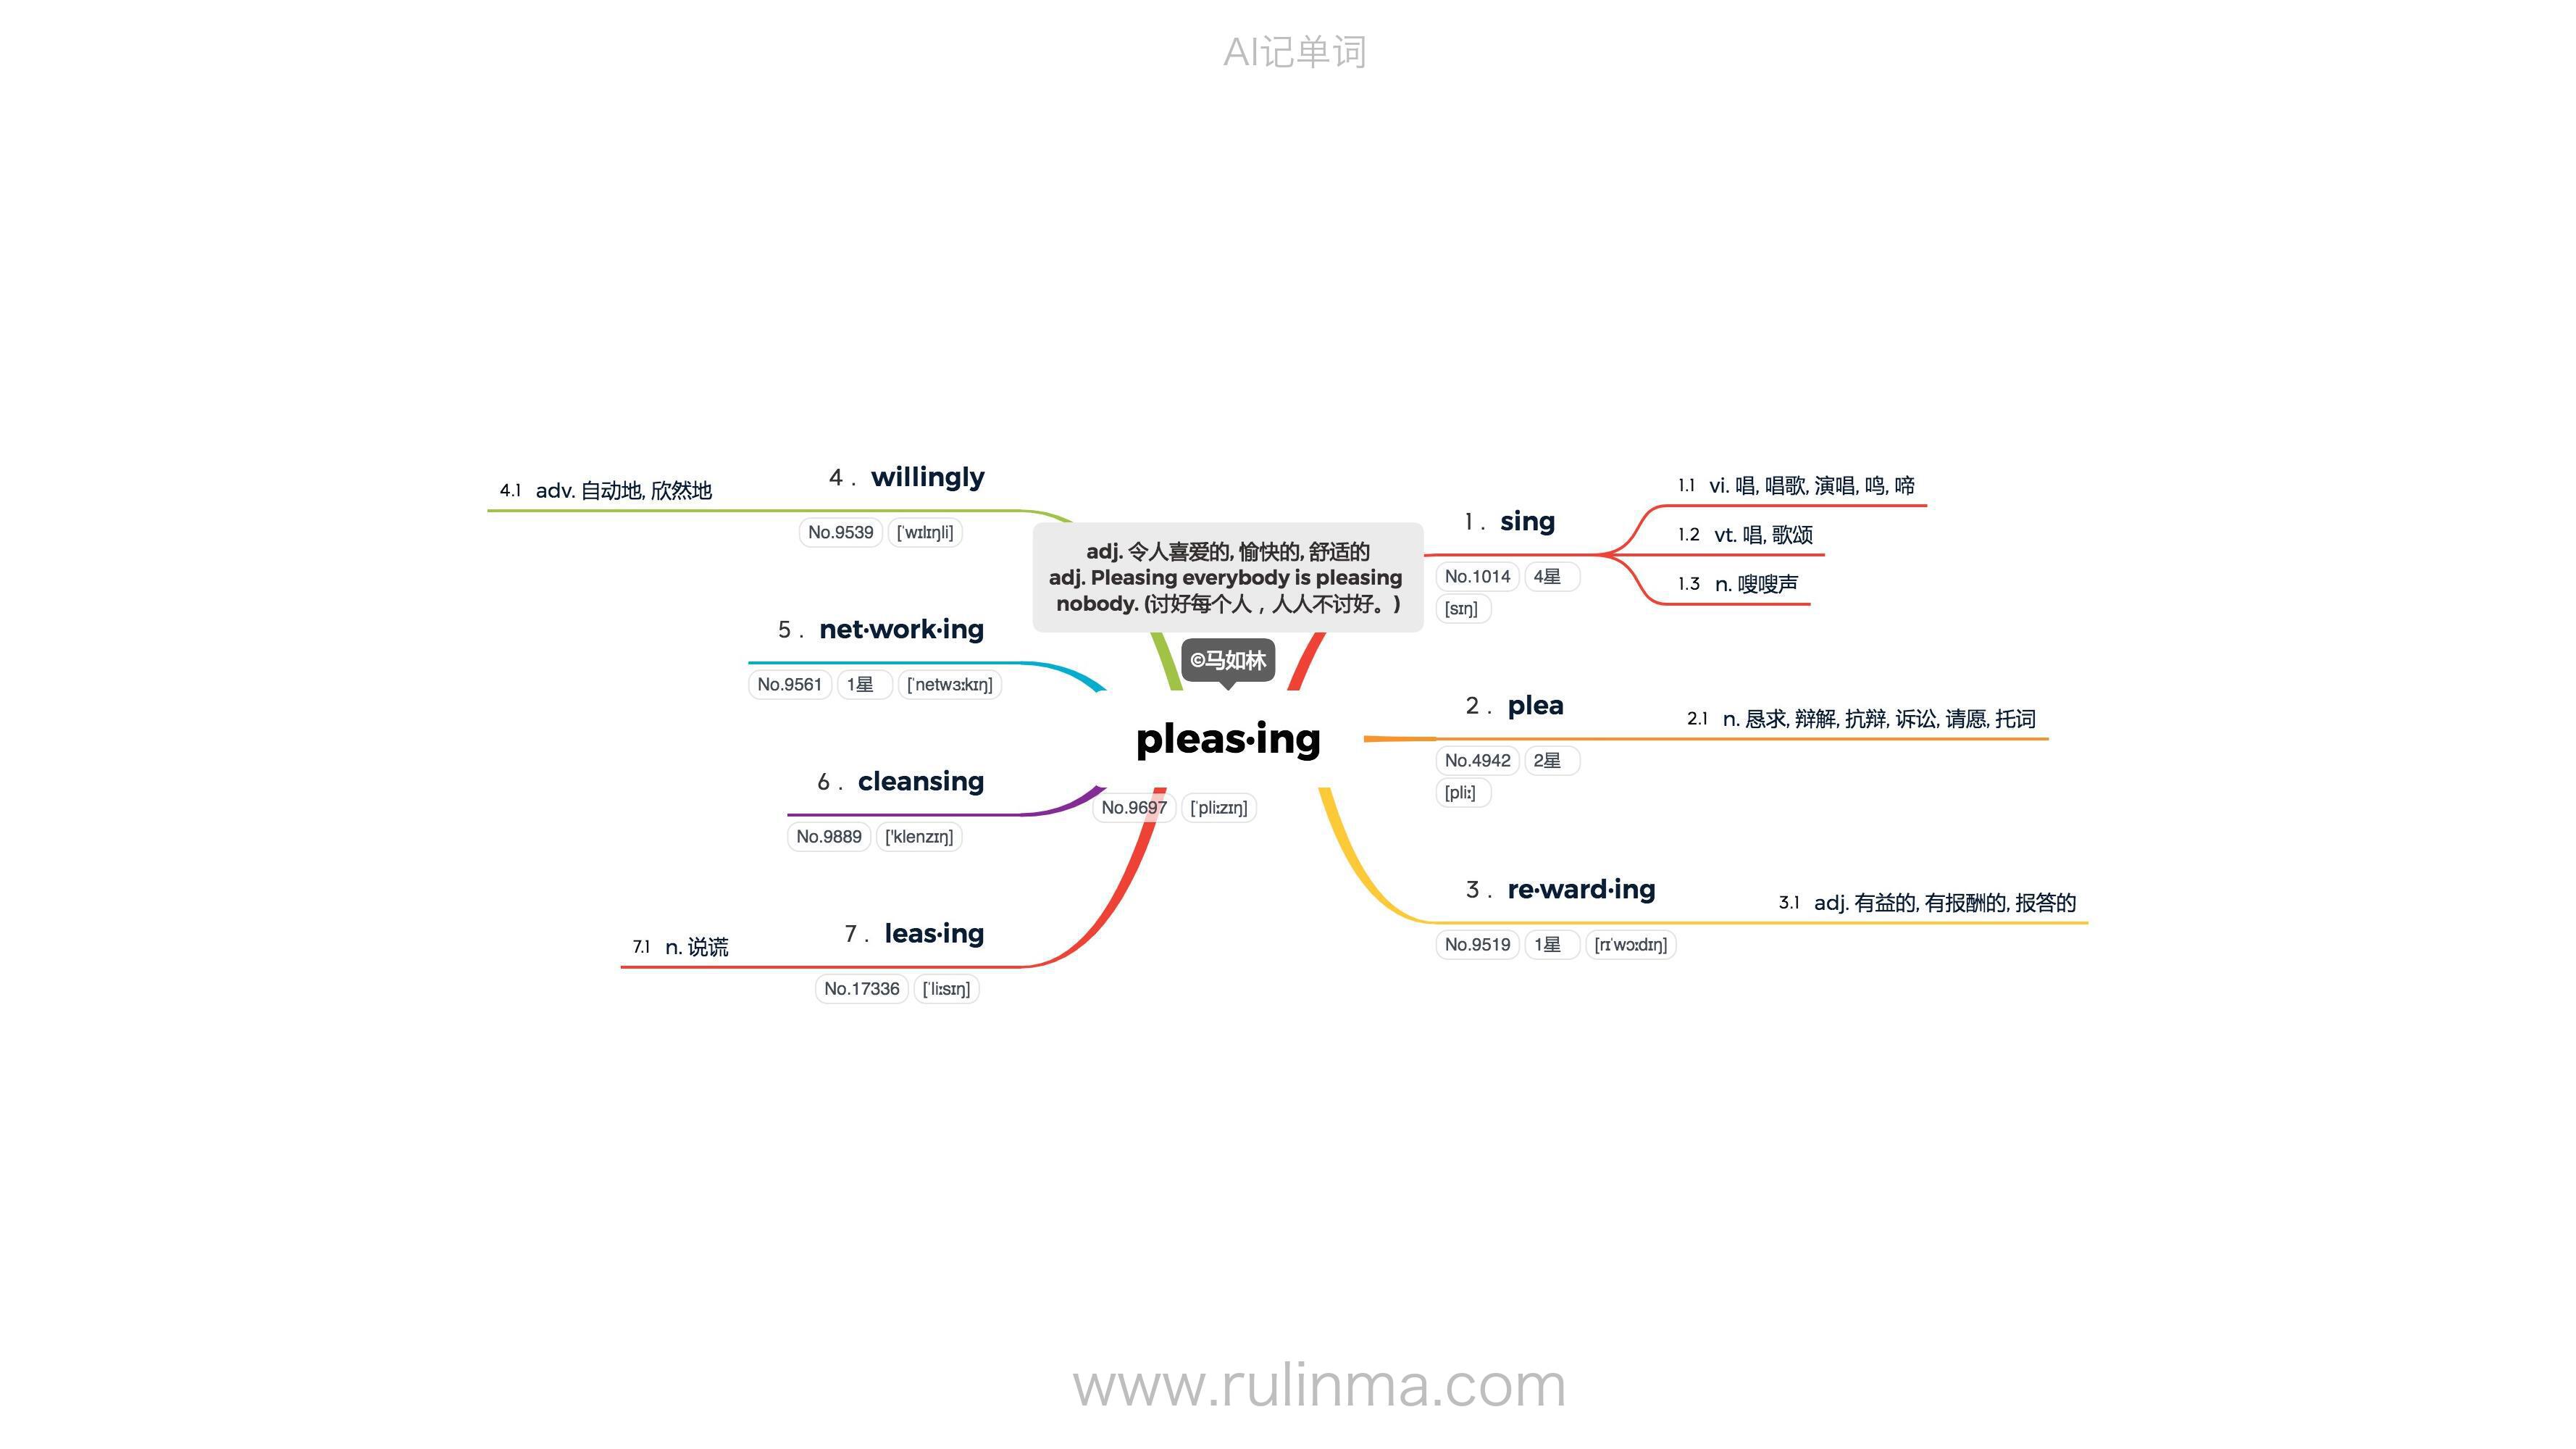 AI记单词
adj. 令人喜爱的, 愉快的, 舒适的
adj. Pleasing everybody is pleasing
nobody. (讨好每个人，人人不讨好。)
©马如林
pleas·ing
No.9697 [ˈpliːzɪŋ]
1 . sing
No.1014 4星
[sɪŋ]
1.1 vi. 唱, 唱歌, 演唱, 鸣, 啼
1.2 vt. 唱, 歌颂
1.3 n. 嗖嗖声
2 . plea
No.4942 2星
[pliː]
2.1 n. 恳求, 辩解, 抗辩, 诉讼, 请愿, 托词
3 . re·ward·ing
No.9519 1星 [rɪˈwɔːdɪŋ]
3.1 adj. 有益的, 有报酬的, 报答的
4 . willingly
No.9539 [ˈwɪlɪŋli]
4.1 adv. 自动地, 欣然地
5 . net·work·ing
No.9561 1星 [ˈnetwɜːkɪŋ]
6 . cleansing
No.9889 [ˈklenzɪŋ]
7 . leas·ing
No.17336 [ˈliːsɪŋ]
7.1 n. 说谎
www.rulinma.com